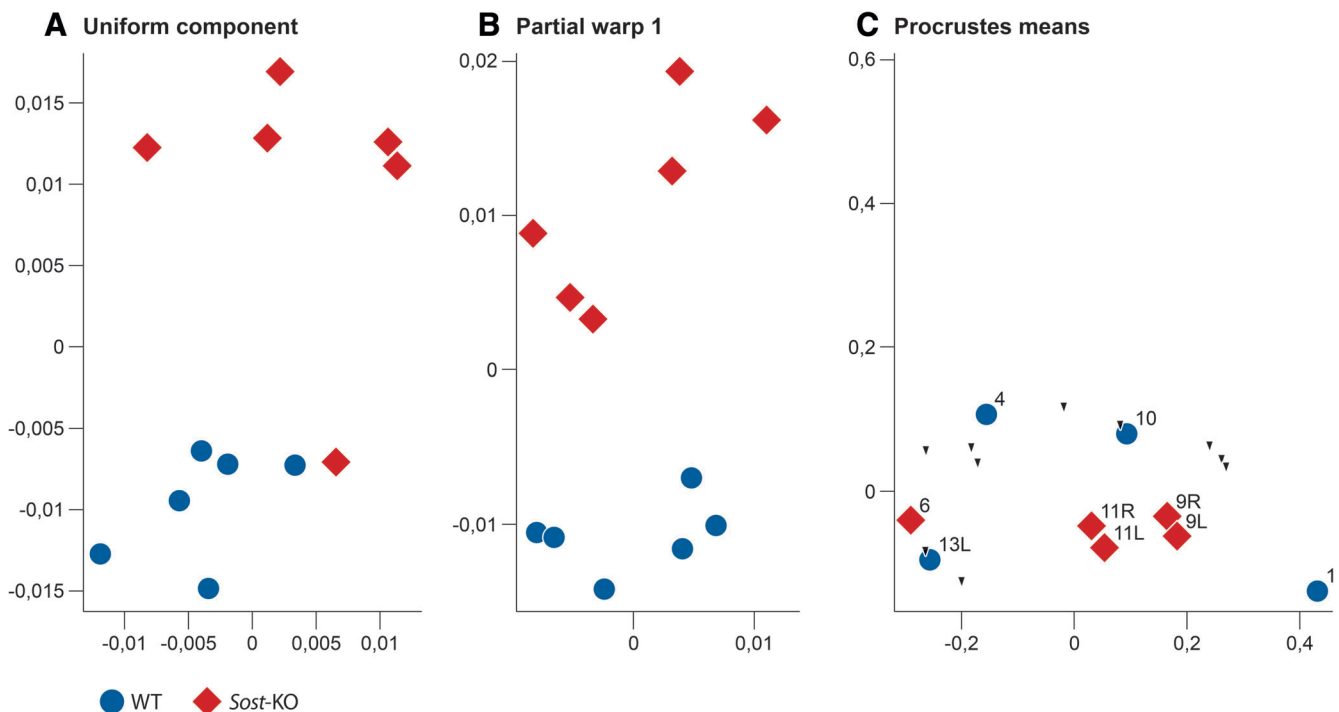 A Uniform component
0,015
0,01
0,005
0
-0,005
-0,01
-0,015
-0,01 -0,005 0 0,005 0,01
B Partial warp 1
0,02
0,01
0
-0,01
0 0,01
C Procrustes means
0,6
0,4
0,2
0
-0,2 0 0,2 0,4
4
10
6
11R
9R
9L
11L
13L
1
WT Sost-KO